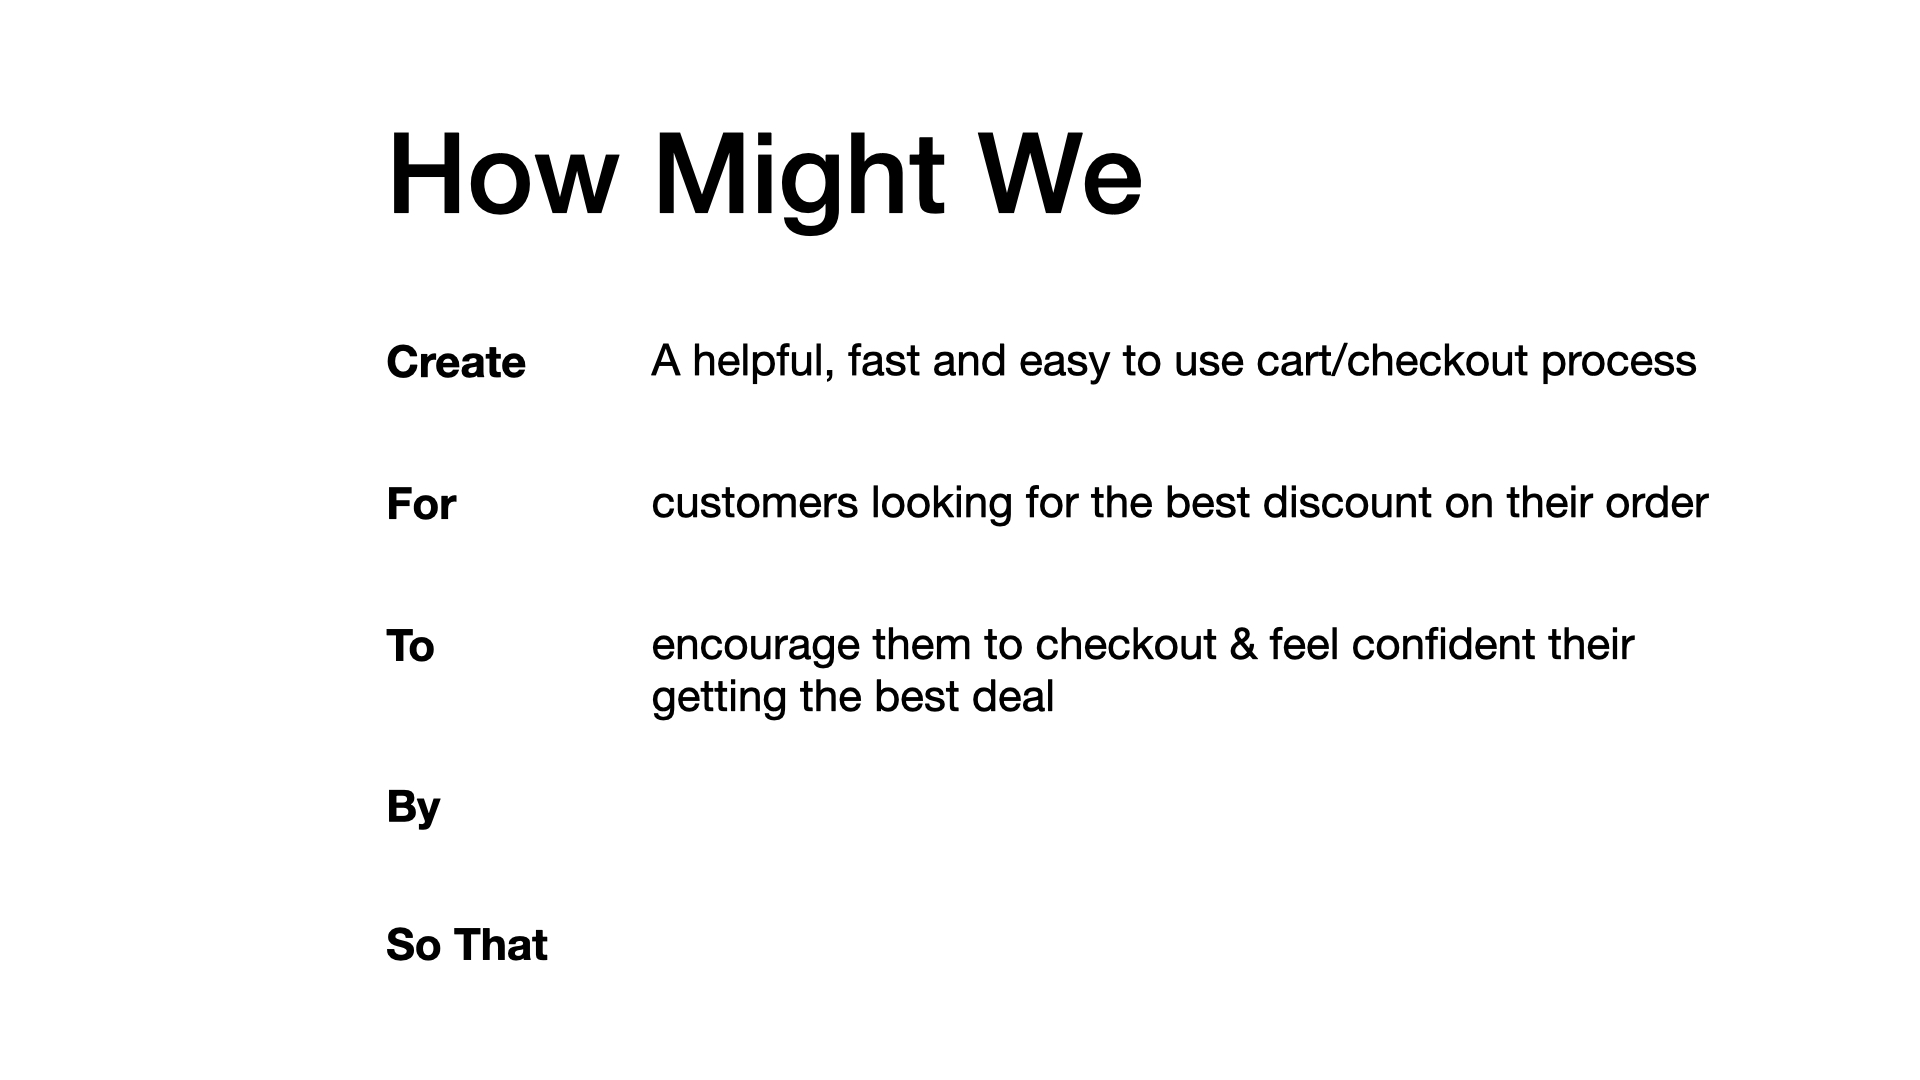 How Might We
Create A helpful, fast and easy to use cart/checkout process
For customers looking for the best discount on their order
To encourage them to checkout & feel confident their
getting the best deal
By
So That